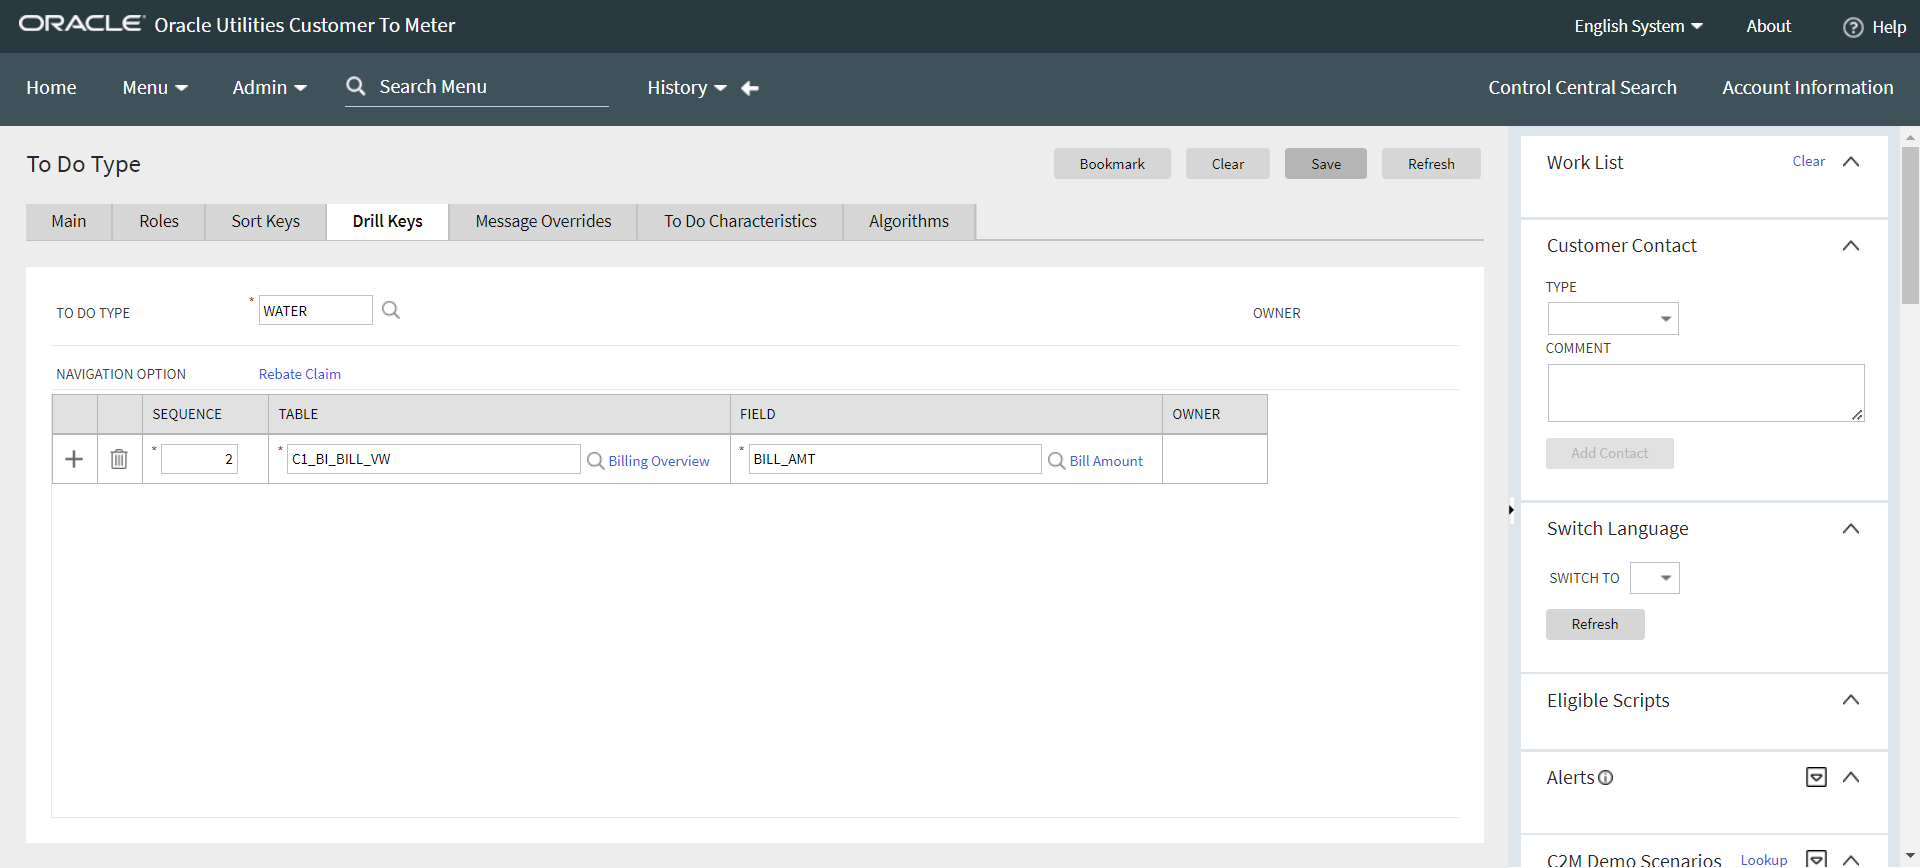 ORACLE Oracle Utilities Customer To Meter
English System About Help
Home Menu Admin Search Menu History Control Central Search Account Information
To Do Type
Bookmark Clear Save Refresh
Main Roles Sort Keys Drill Keys Message Overrides To Do Characteristics Algorithms
TO DO TYPE * WATER OWNER
NAVIGATION OPTION Rebate Claim
SEQUENCE TABLE FIELD OWNER
* 2 * C1_BI_BILL_VW Billing Overview * BILL_AMT Bill Amount
Work List Clear
Customer Contact
TYPE
COMMENT
Add Contact
Switch Language
SWITCH TO
Refresh
Eligible Scripts
Alerts
C2M Demo Scenarios Lookup